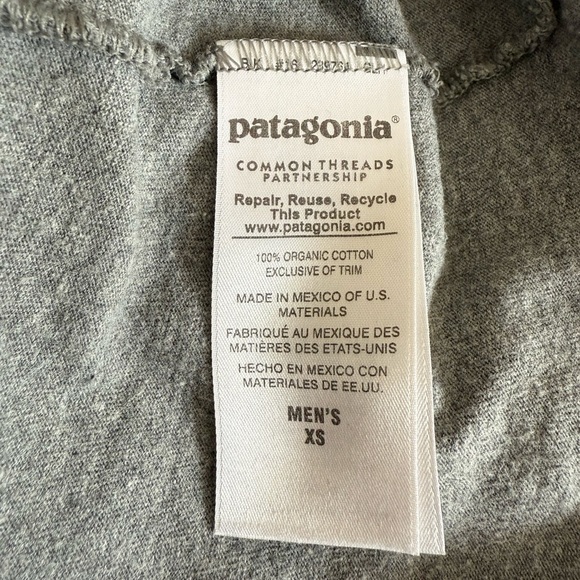 patagonia®
COMMON THREADS
PARTNERSHIP
Repair, Reuse, Recycle
This Product
www.patagonia.com
100% ORGANIC COTTON
EXCLUSIVE OF TRIM
MADE IN MEXICO OF U.S.
MATERIALS
FABRIQUÉ AU MEXIQUE DES
MATIÈRES DES ETATS-UNIS
HECHO EN MEXICO CON
MATERIALES DE EE.UU.
MEN'S
XS